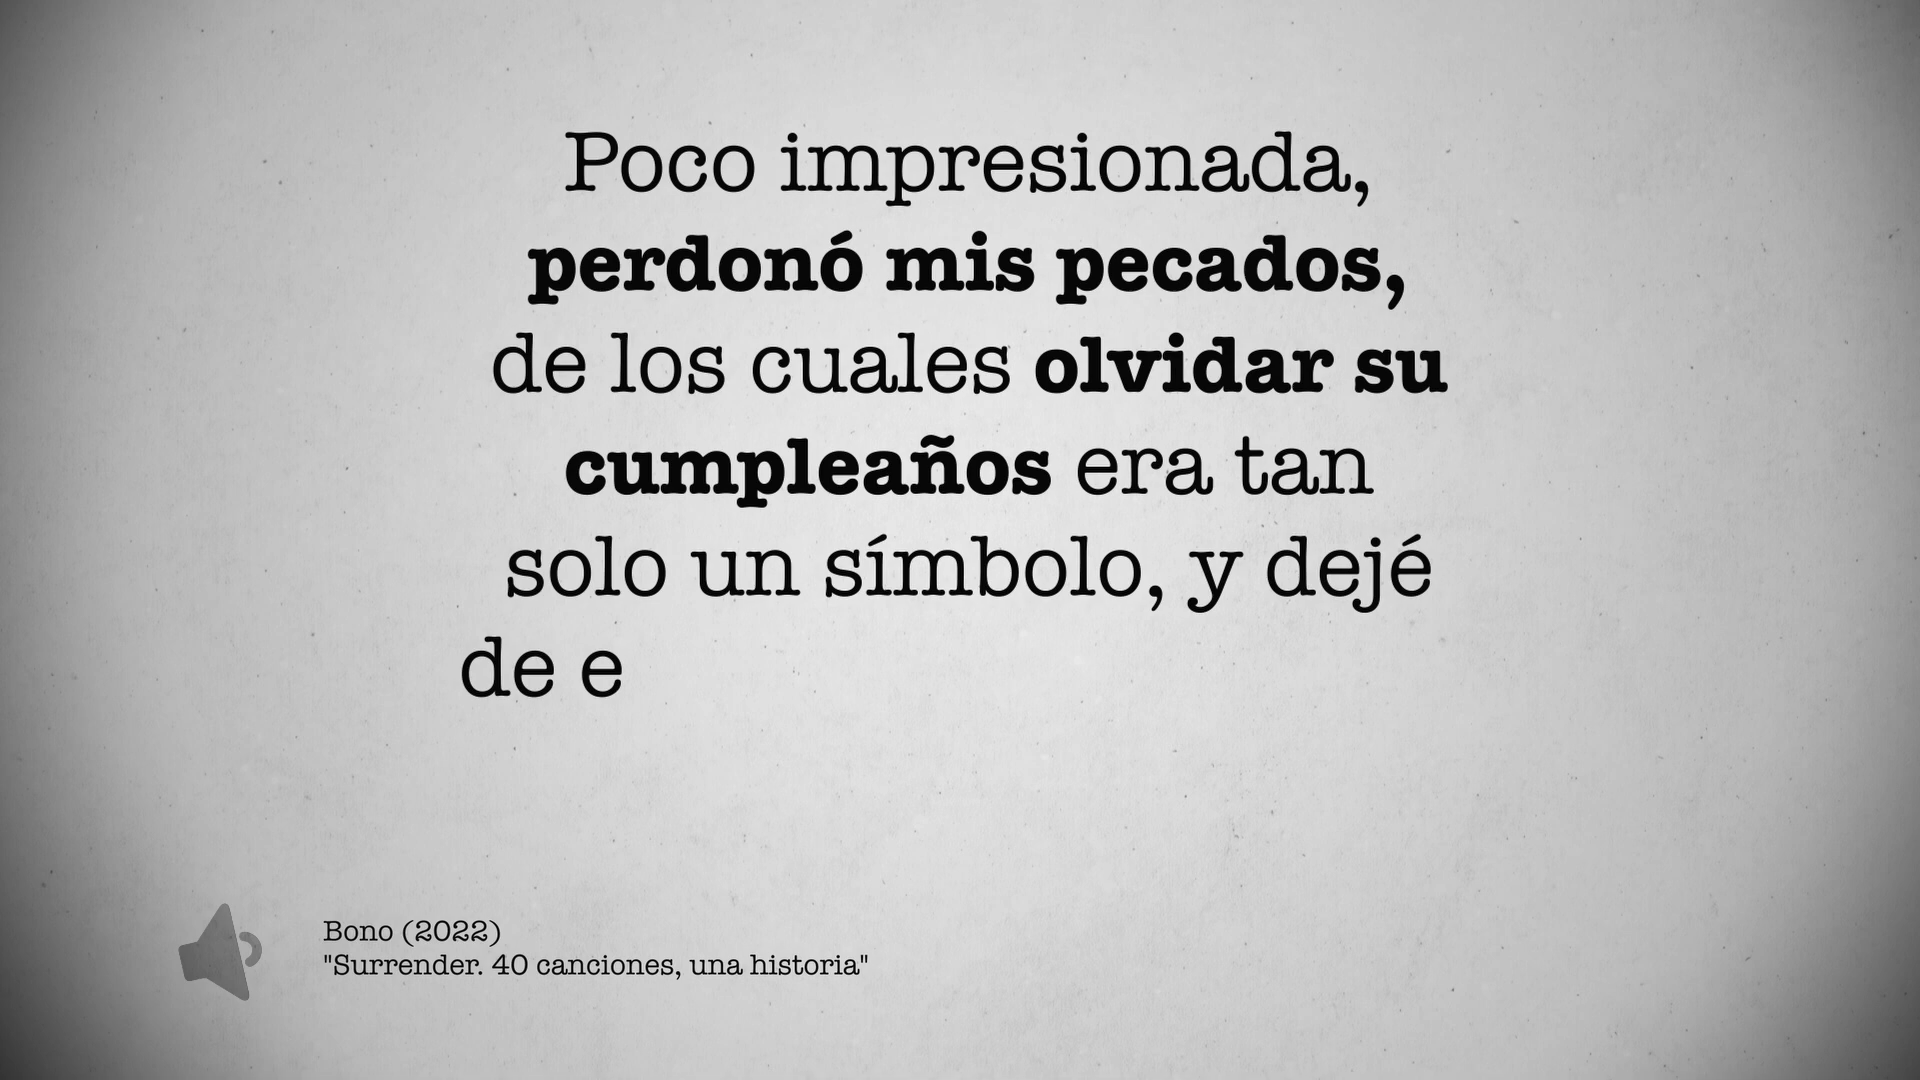 Poco impresionada,
perdonó mis pecados,
de los cuales olvidar su
cumpleaños era tan
solo un símbolo, y dejé
de e
Bono (2022)
"Surrender. 40 canciones, una historia"